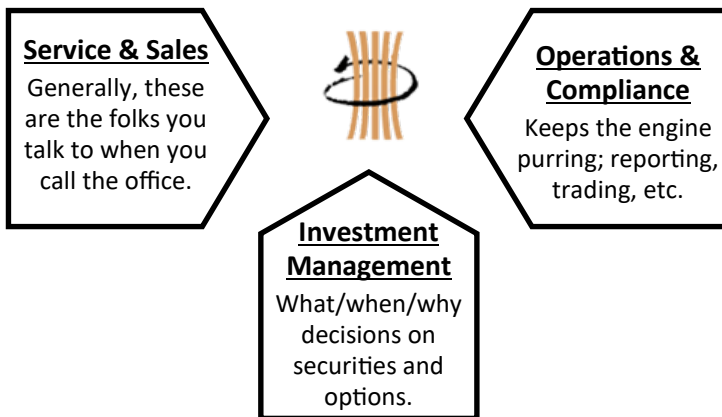 Service & Sales
Generally, these
are the folks you
talk to when you
call the office.
Operations &
Compliance
Keeps the engine
purring; reporting,
trading, etc.
Investment
Management
What/when/why
decisions on
securities and
options.